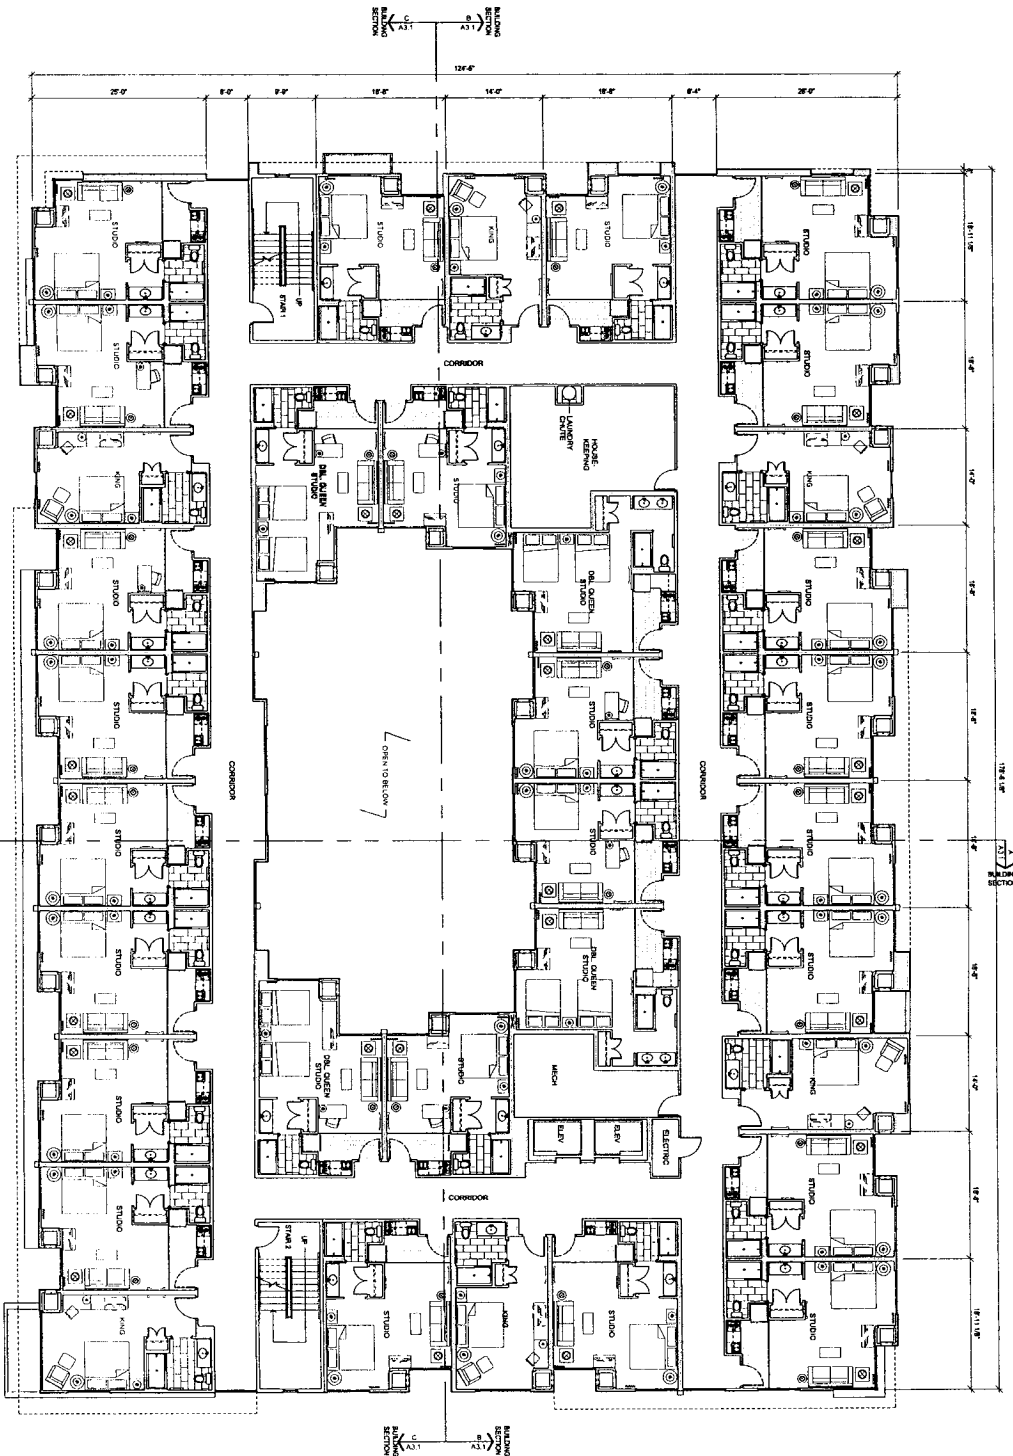 BUILDING
SECTION
C
A3.1
B
A3.1
BUILDING
SECTION
124'-6"
25'-0"
8'-0"
9'-9"
18'-8"
14'-0"
18'-8"
8'-4"
STUDIO
STUDIO
KING
STUDIO
STUDIO
UP
STAIR 1
18'-11 1/8"
STUDIO
STUDIO
18'-8"
CORRIDOR
LAUNDRY
CHUTE
HOUSE
KEEPING
KING
DBL QUEEN
STUDIO
STUDIO
KING
14'-0"
STUDIO
DBL QUEEN
STUDIO
STUDIO
18'-8"
STUDIO
STUDIO
STUDIO
18'-8"
OPEN TO BELOW
CORRIDOR
CORRIDOR
178'-6 1/8"
STUDIO
STUDIO
STUDIO
A
A3.1
BUILDING
SECTION
STUDIO
DBL QUEEN
STUDIO
STUDIO
18'-8"
STUDIO
DBL QUEEN
STUDIO
STUDIO
MECH
KING
14'-0"
ELEV
ELEV
ELECTRIC
STUDIO
STUDIO
18'-8"
CORRIDOR
STAIR 2
UP
KING
STUDIO
KING
STUDIO
STUDIO
18'-11 1/8"
BUILDING
SECTION
C
A3.1
B
A3.1
BUILDING
SECTION